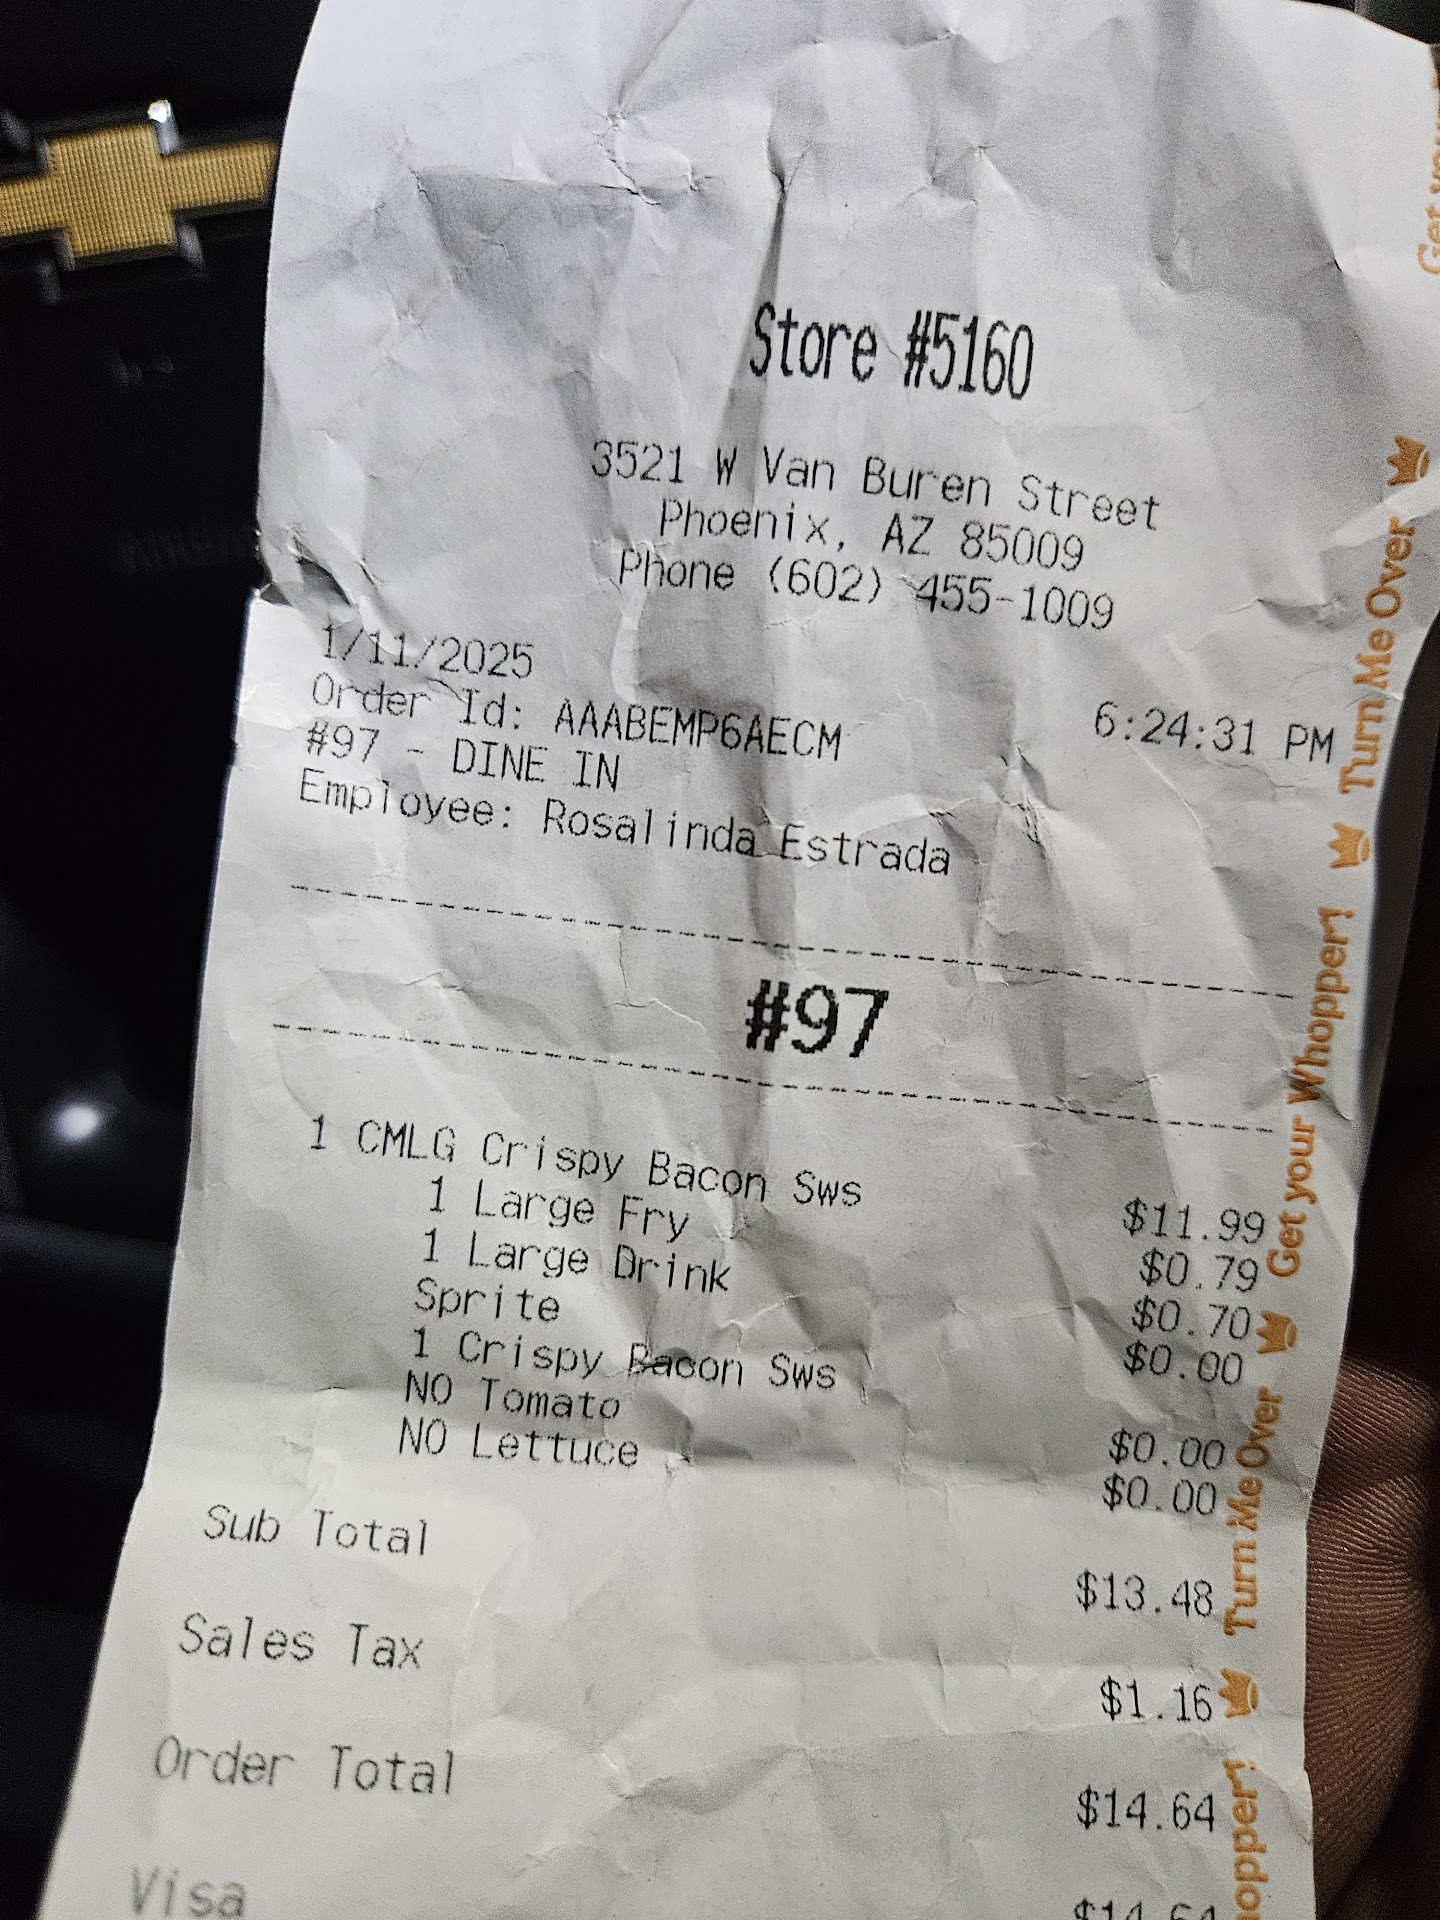 Store #5160
3521 W Van Buren Street
Phoenix, AZ 85009
Phone (602) 455-1009
1/11/2025 6:24:31 PM
Order Id: AAABEMP6AECM
#97 - DINE IN
Employee: Rosalinda Estrada
#97
1 CMLG Crispy Bacon Sws $11.99
1 Large Fry $0.79
1 Large Drink $0.70
Sprite $0.00
1 Crispy Bacon Sws
NO Tomato $0.00
NO Lettuce $0.00
Sub Total $13.48
Sales Tax $1.16
Order Total $14.64
Visa $14.64
Get your
Turn Me Over
Get your Whopper!
Turn Me Over